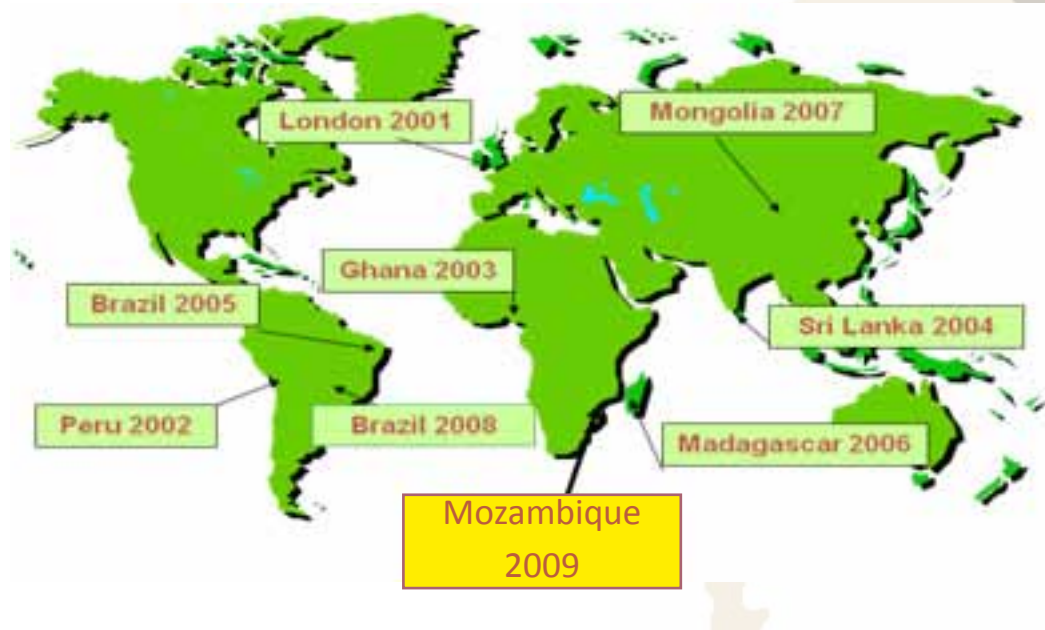 London 2001
Mongolia 2007
Ghana 2003
Brazil 2005
Sri Lanka 2004
Peru 2002
Brazil 2008
Madagascar 2006
Mozambique
2009